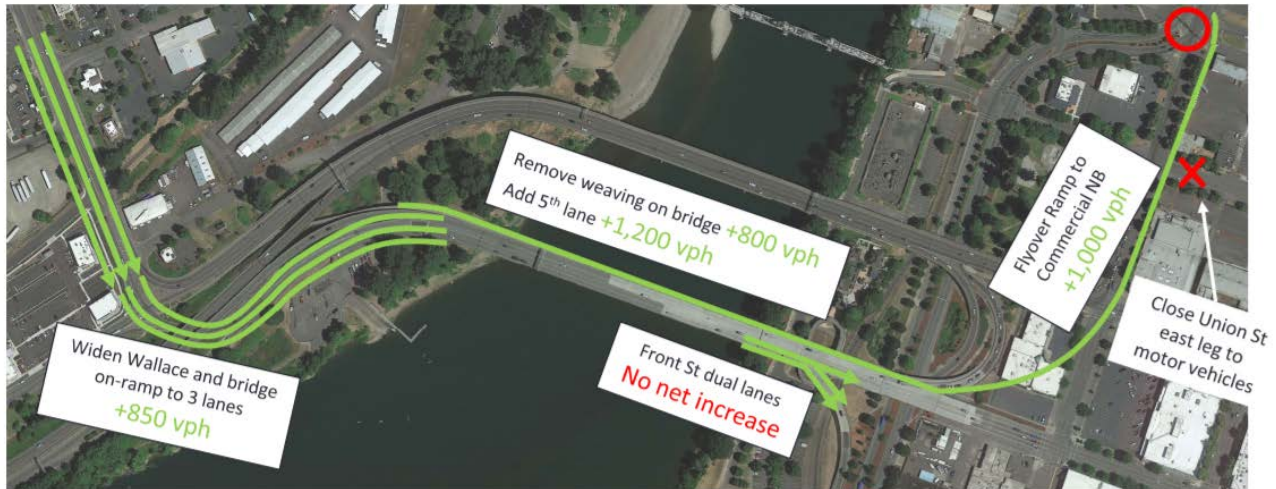 Remove weaving on bridge +800 vph
Add 5th lane +1,200 vph
Flyover Ramp to
Commercial NB
+1,000 vph
Close Union St
east leg to
motor vehicles
Front St dual lanes
No net increase
Widen Wallace and bridge
on-ramp to 3 lanes
+850 vph